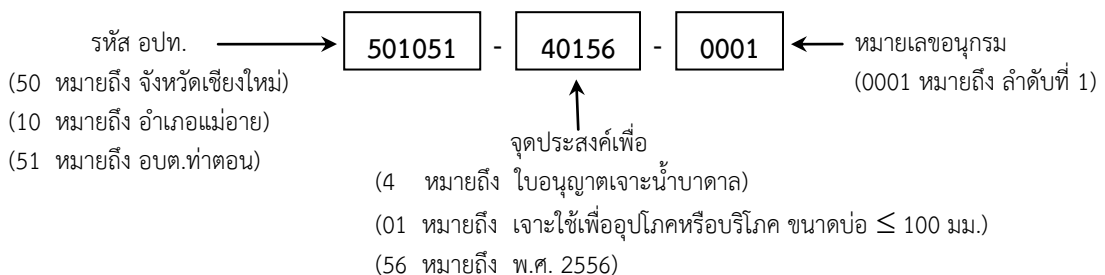 รหัส อปท. 501051 - 40156 - 0001 หมายเลขอนุกรม
(50 หมายถึง จังหวัดเชียงใหม่) (0001 หมายถึง ลำดับที่ 1)
(10 หมายถึง อำเภอแม่อาย)
(51 หมายถึง อบต.ท่าตอน)
จุดประสงค์เพื่อ
(4 หมายถึง ใบอนุญาตเจาะน้ำบาดาล)
(01 หมายถึง เจาะใช้เพื่ออุปโภคหรือบริโภค ขนาดบ่อ ≤ 100 มม.)
(56 หมายถึง พ.ศ. 2556)